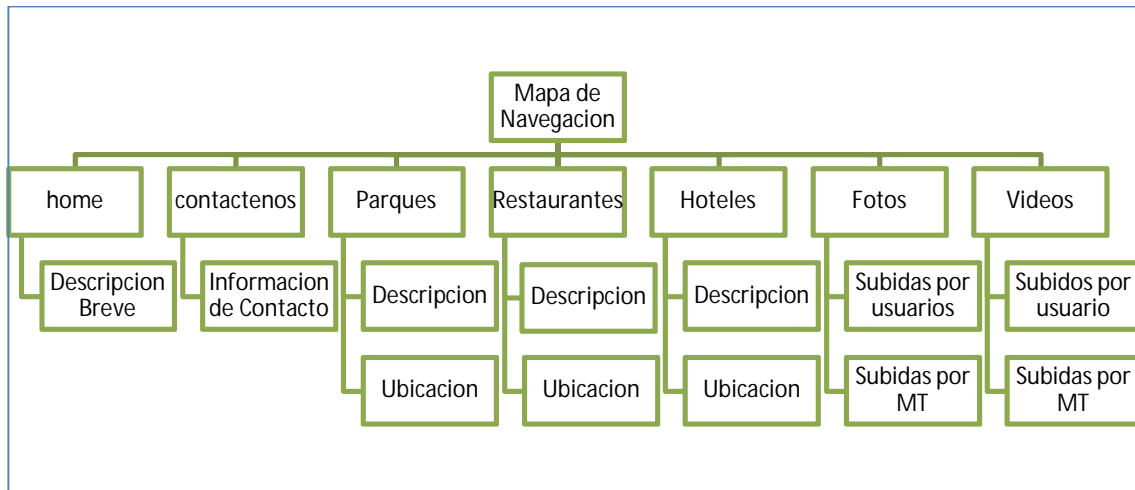 Mapa de
Navegacion
home
contactenos
Parques
Restaurantes
Hoteles
Fotos
Videos
Descripcion
Breve
Informacion
de Contacto
Descripcion
Descripcion
Descripcion
Subidas por
usuarios
Subidos por
usuario
Ubicacion
Ubicacion
Ubicacion
Subidas por
MT
Subidas por
MT